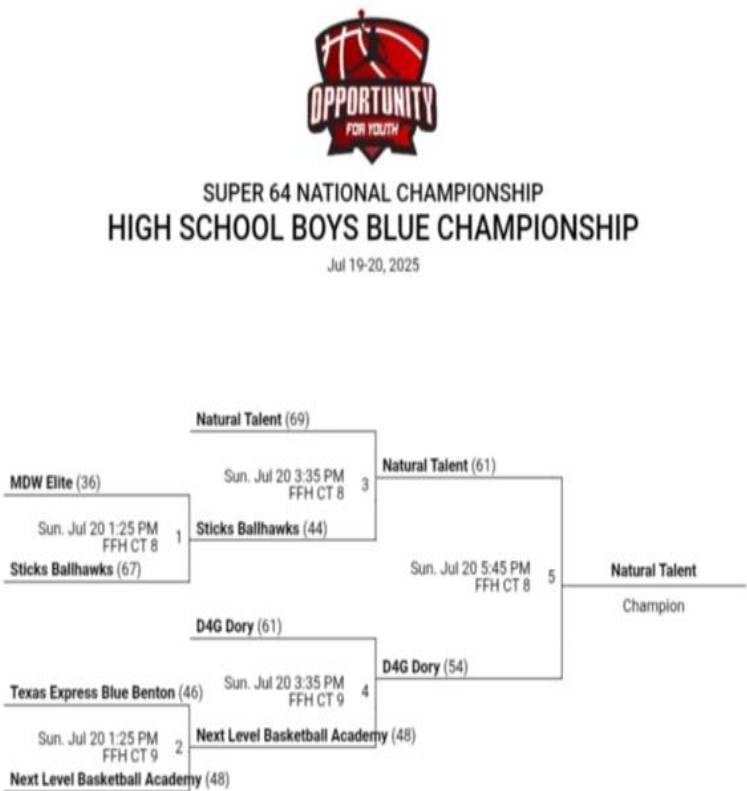 OPPORTUNITY
FOR YOUTH
SUPER 64 NATIONAL CHAMPIONSHIP
HIGH SCHOOL BOYS BLUE CHAMPIONSHIP
Jul 19-20, 2025
Natural Talent (69)
Natural Talent (61)
MDW Elite (36)
Sun. Jul 20 3:35 PM
FFH CT 8
3
Sun. Jul 20 1:25 PM
FFH CT 8
1
Sticks Ballhawks (44)
Sticks Ballhawks (67)
Sun. Jul 20 5:45 PM
FFH CT 8
5
Natural Talent
Champion
D4G Dory (61)
D4G Dory (54)
Texas Express Blue Benton (46)
Sun. Jul 20 3:35 PM
FFH CT 9
4
Sun. Jul 20 1:25 PM
FFH CT 9
2
Next Level Basketball Academy (48)
Next Level Basketball Academy (48)